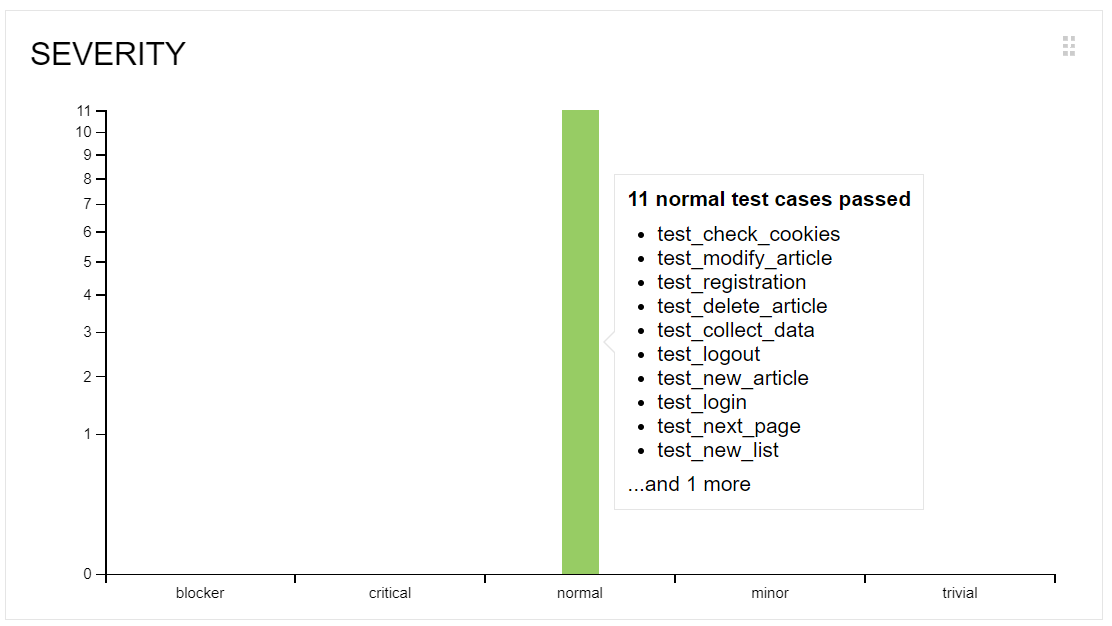 SEVERITY
11
10
9
8
7
6
5
4
3
2
1
0
11 normal test cases passed
• test_check_cookies
• test_modify_article
• test_registration
• test_delete_article
• test_collect_data
• test_logout
• test_new_article
• test_login
• test_next_page
• test_new_list
...and 1 more
blocker critical normal minor trivial